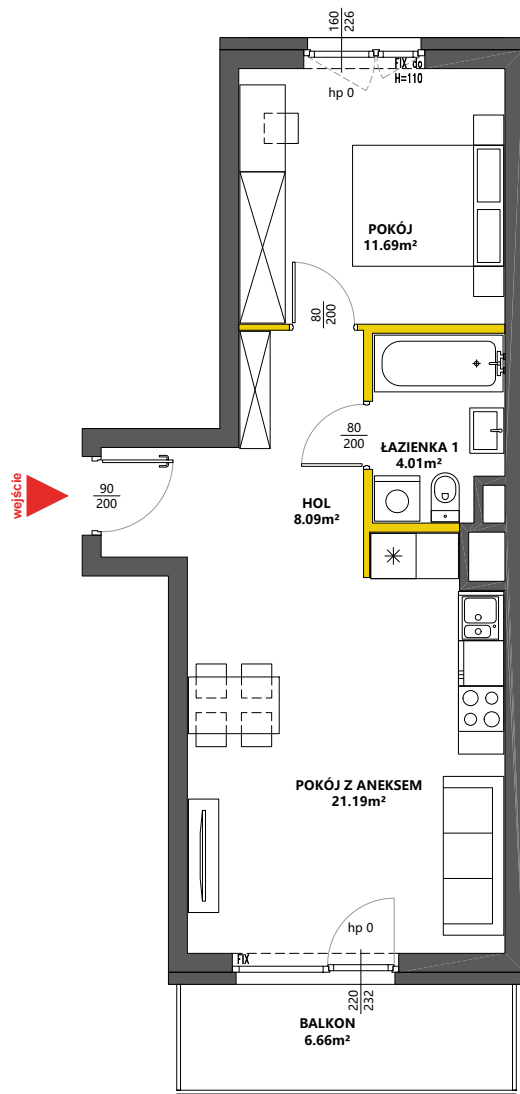 160
226
FIX do
H=110
hp 0
POKÓJ
11.69m²
80
200
80
200
ŁAZIENKA 1
4.01m²
wejście
90
200
HOL
8.09m²
POKÓJ Z ANEKSEM
21.19m²
hp 0
FIX
220
232
BALKON
6.66m²